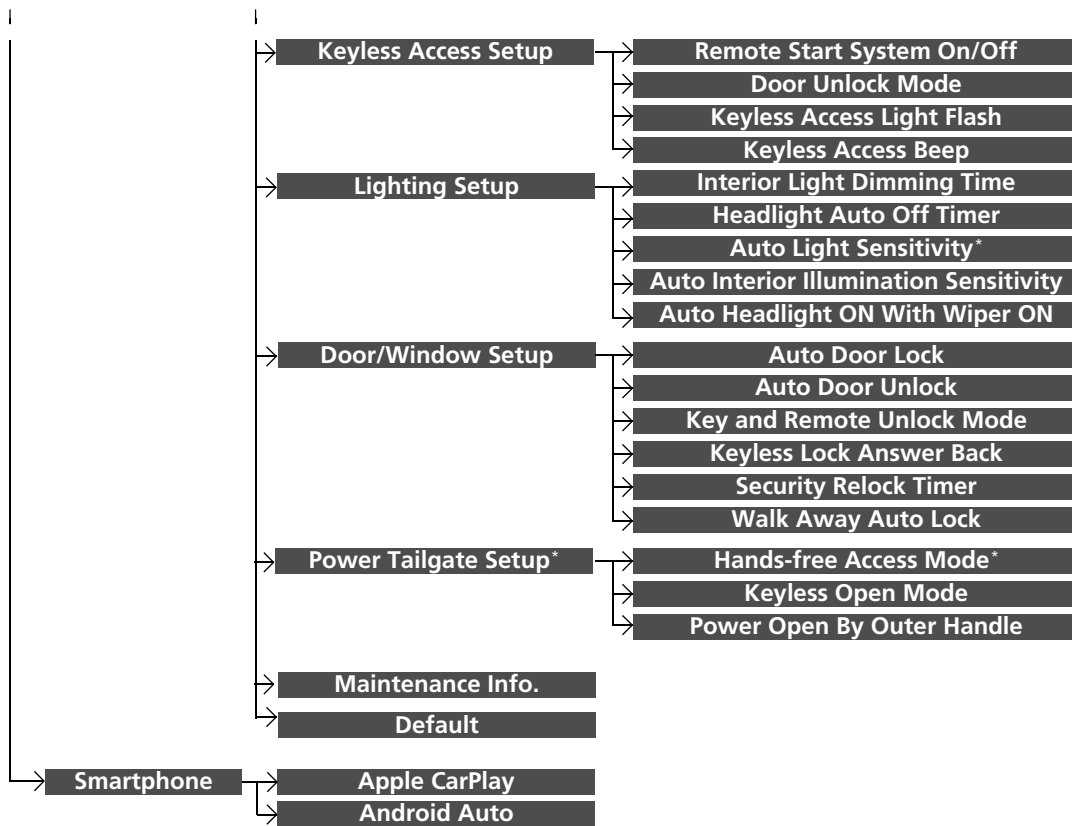 Keyless Access Setup
Remote Start System On/Off
Door Unlock Mode
Keyless Access Light Flash
Keyless Access Beep
Lighting Setup
Interior Light Dimming Time
Headlight Auto Off Timer
Auto Light Sensitivity*
Auto Interior Illumination Sensitivity
Auto Headlight ON With Wiper ON
Door/Window Setup
Auto Door Lock
Auto Door Unlock
Key and Remote Unlock Mode
Keyless Lock Answer Back
Security Relock Timer
Walk Away Auto Lock
Power Tailgate Setup*
Hands-free Access Mode*
Keyless Open Mode
Power Open By Outer Handle
Maintenance Info.
Default
Smartphone
Apple CarPlay
Android Auto